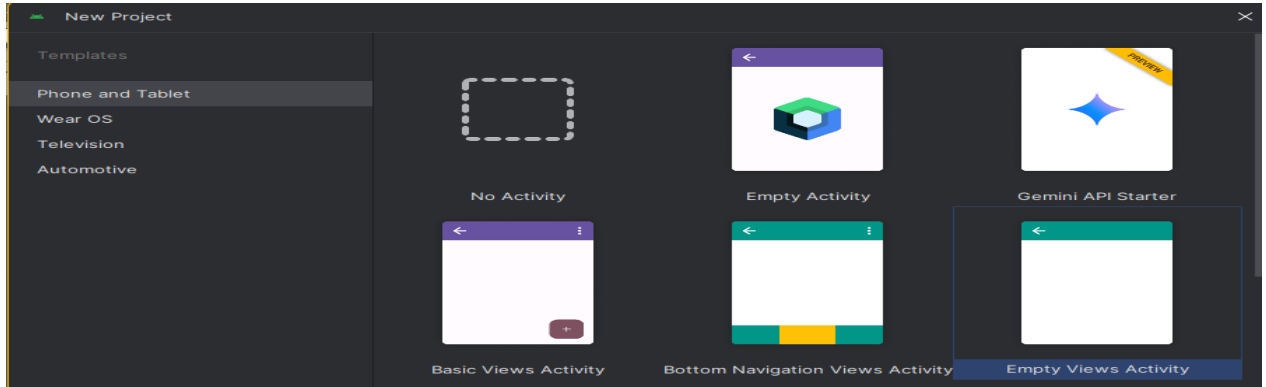 New Project
Templates
Phone and Tablet
Wear OS
Television
Automotive
No Activity
Empty Activity
PREVIEW
Gemini API Starter
Basic Views Activity
Bottom Navigation Views Activity
Empty Views Activity